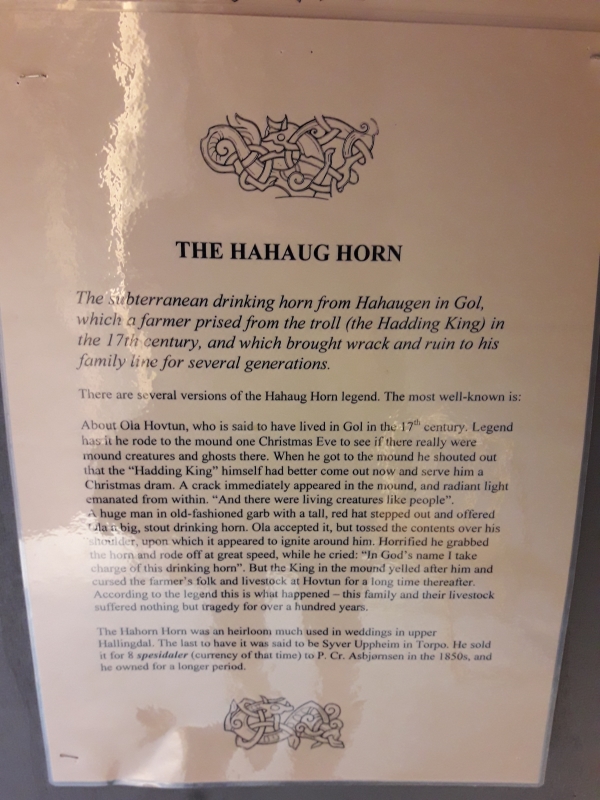 THE HAHAUG HORN
The subterranean drinking horn from Hahaugen in Gol,
which a farmer prised from the troll (the Hadding King) in
the 17th century, and which brought wrack and ruin to his
family line for several generations.
There are several versions of the Hahaug Horn legend. The most well-known is:
About Ola Hovtun, who is said to have lived in Gol in the 17th century. Legend
has it he rode to the mound one Christmas Eve to see if there really were
mound creatures and ghosts there. When he got to the mound he shouted out
that the “Hadding King” himself had better come out now and serve him a
Christmas dram. A crack immediately appeared in the mound, and radiant light
emanated from within. “And there were living creatures like people”.
A huge man in old-fashioned garb with a tall, red hat stepped out and offered
Ola a big, stout drinking horn. Ola accepted it, but tossed the contents over his
shoulder, upon which it appeared to ignite around him. Horrified he grabbed
the horn and rode off at great speed, while he cried: “In God’s name I take
charge of this drinking horn”. But the King in the mound yelled after him and
cursed the farmer’s folk and livestock at Hovtun for a long time thereafter.
According to the legend this is what happened – this family and their livestock
suffered nothing but tragedy for over a hundred years.
The Hahorn Horn was an heirloom much used in weddings in upper
Hallingdal. The last to have it was said to be Syver Uppheim in Torpo. He sold
it for 8 spesidaler (currency of that time) to P. Cr. Asbjørnsen in the 1850s, and
he owned for a longer period.